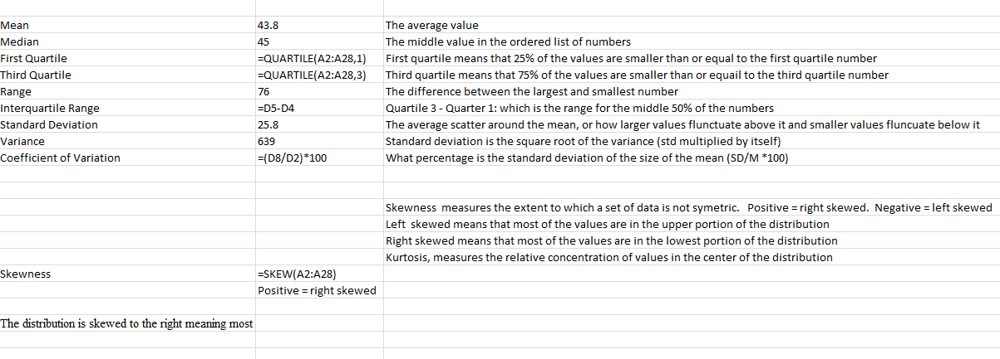 Mean 43.8 The average value
Median 45 The middle value in the ordered list of numbers
First Quartile =QUARTILE(A2:A28,1) First quartile means that 25% of the values are smaller than or equal to the first quartile number
Third Quartile =QUARTILE(A2:A28,3) Third quartile means that 75% of the values are smaller than or equail to the third quartile number
Range 76 The difference between the largest and smallest number
Interquartile Range =D5-D4 Quartile 3 - Quarter 1: which is the range for the middle 50% of the numbers
Standard Deviation 25.8 The average scatter around the mean, or how larger values flunctuate above it and smaller values fluncuate below it
Variance 639 Standard deviation is the square root of the variance (std multiplied by itself)
Coefficient of Variation =(D8/D2)*100 What percentage is the standard deviation of the size of the mean (SD/M *100)
Skewness measures the extent to which a set of data is not symetric. Positive = right skewed. Negative = left skewed
Left skewed means that most of the values are in the upper portion of the distribution
Right skewed means that most of the values are in the lowest portion of the distribution
Kurtosis, measures the relative concentration of values in the center of the distribution
Skewness =SKEW(A2:A28)
Positive = right skewed
The distribution is skewed to the right meaning most